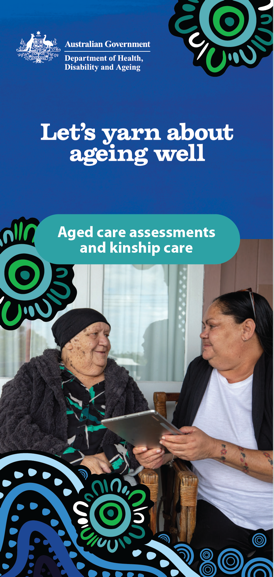 Australian Government
Department of Health,
Disability and Ageing
Let's yarn about
ageing well
Aged care assessments
and kinship care